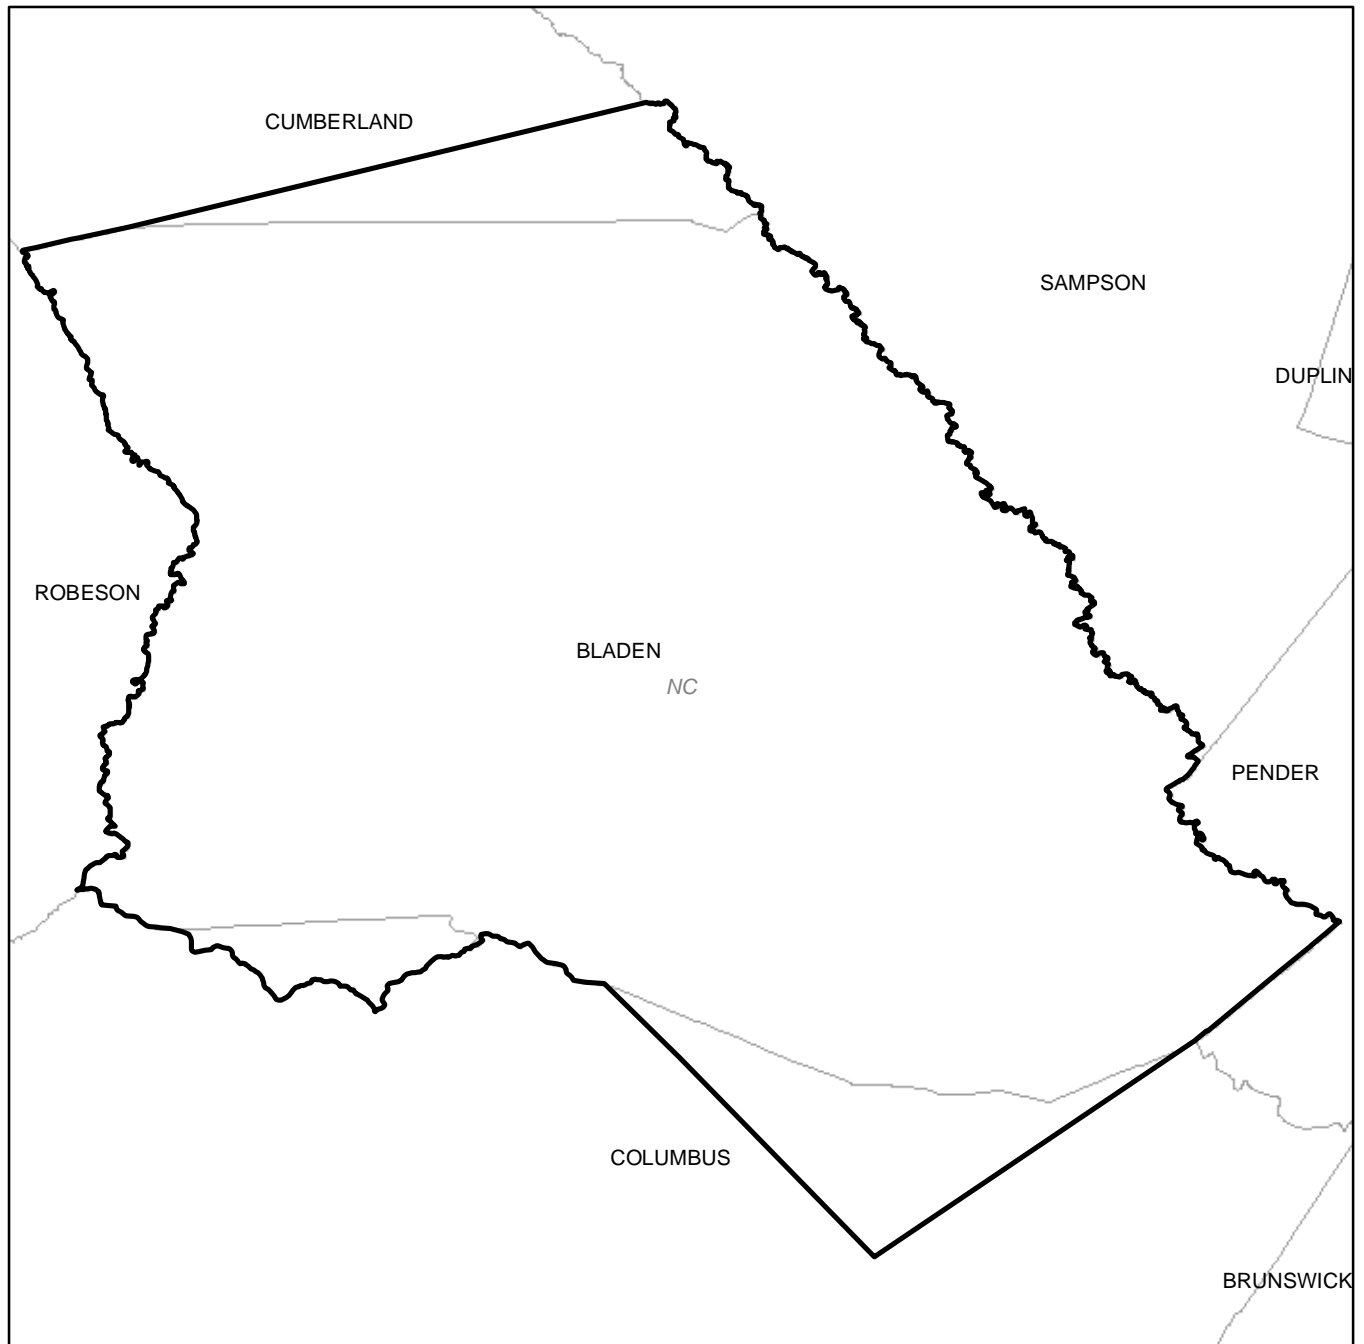 CUMBERLAND
SAMPSON
DUPLIN
ROBESON
BLADEN
NC
PENDER
COLUMBUS
BRUNSWICK